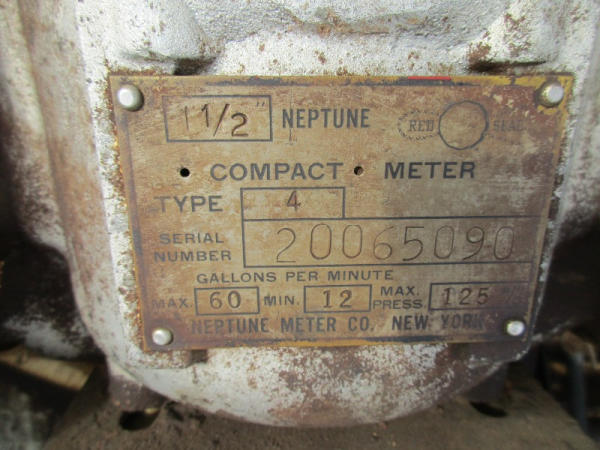 1 1/2" NEPTUNE RED SEAL
COMPACT METER
TYPE 4
SERIAL NUMBER 20065090
GALLONS PER MINUTE
MAX. 60 MIN. 12 MAX. PRESS. 125
NEPTUNE METER CO. NEW YORK